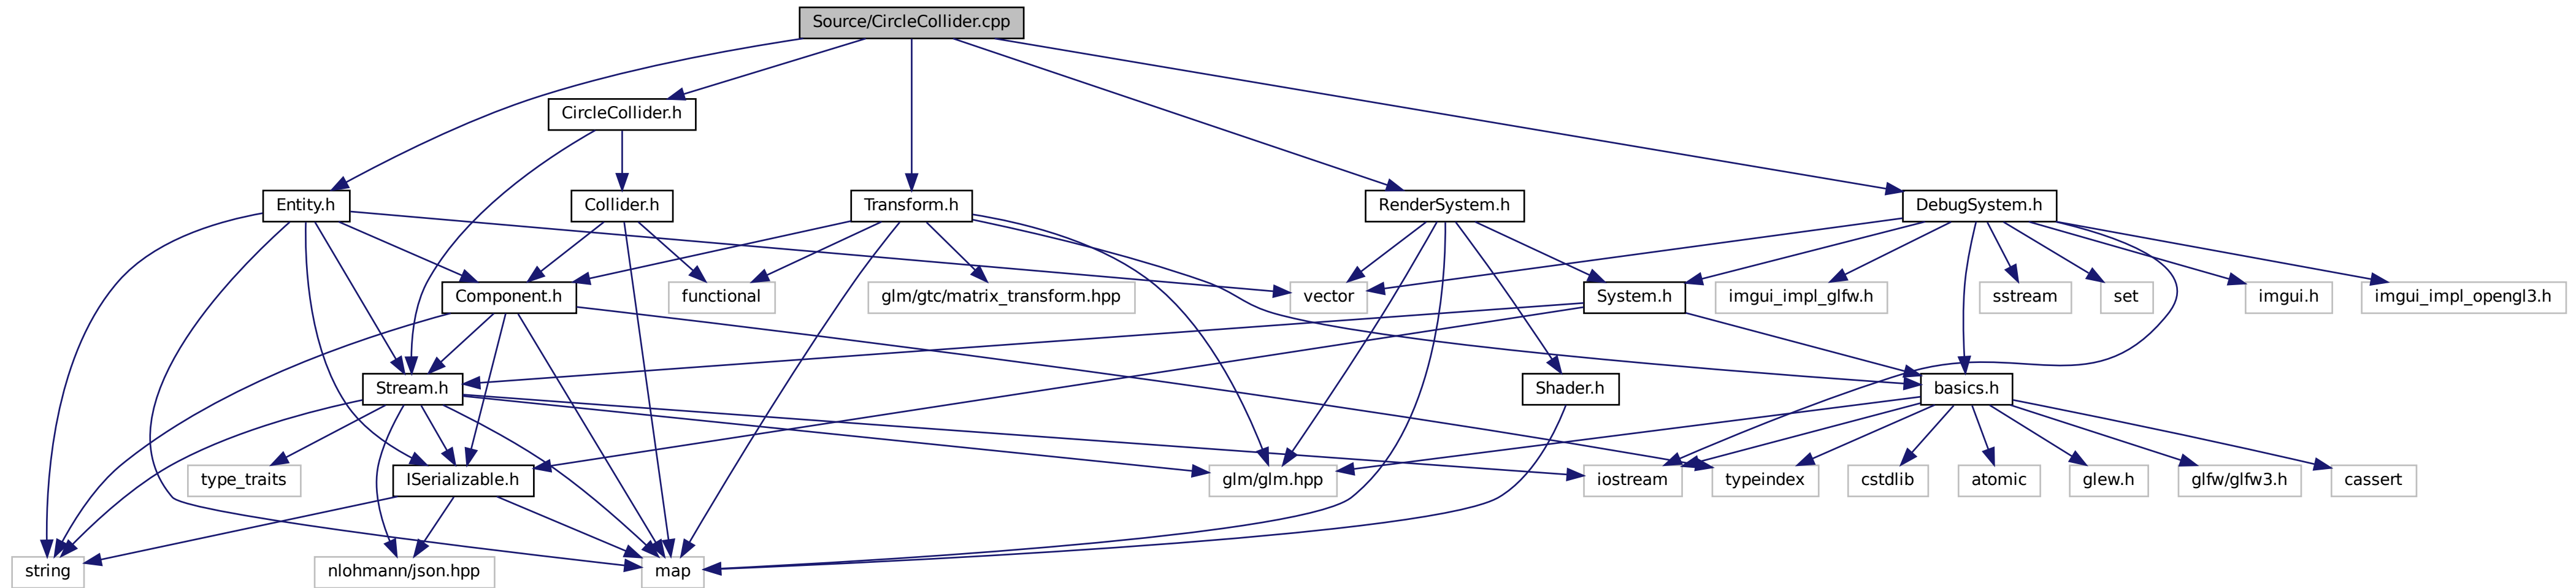 Source/CircleCollider.cpp
CircleCollider.h
Entity.h
Collider.h
Transform.h
RenderSystem.h
DebugSystem.h
Component.h
functional
glm/gtc/matrix_transform.hpp
vector
System.h
imgui_impl_glfw.h
sstream
set
imgui.h
imgui_impl_opengl3.h
Stream.h
Shader.h
basics.h
type_traits
ISerializable.h
glm/glm.hpp
iostream
typeindex
cstdlib
atomic
glew.h
glfw/glfw3.h
cassert
string
nlohmann/json.hpp
map